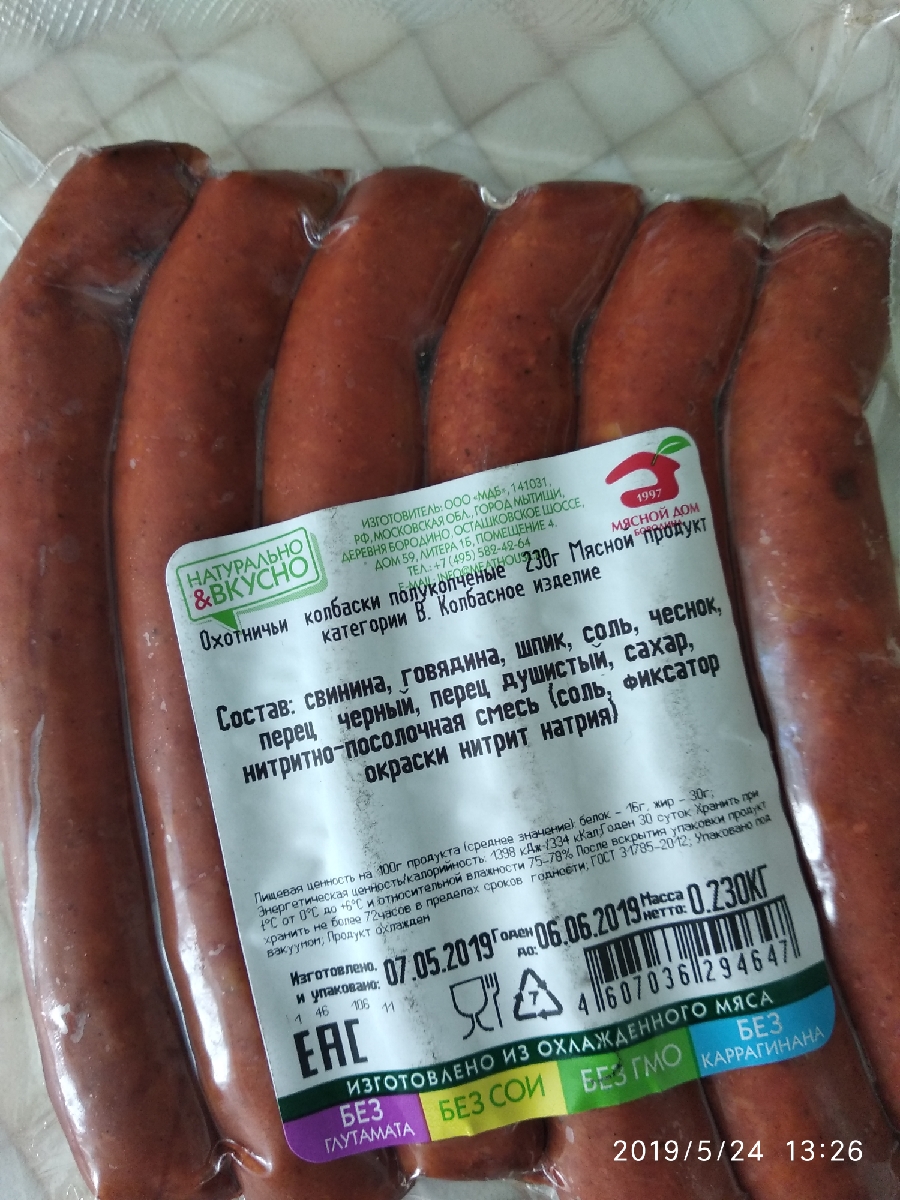 НАТУРАЛЬНО
&ВКУСНО
ИЗГОТОВИТЕЛЬ: ООО «МДБ», 141031,
РФ, МОСКОВСКАЯ ОБЛ., ГОРОД МЫТИЩИ,
ДЕРЕВНЯ БОРОДИНО, ОСТАШКОВСКОЕ ШОССЕ,
ДОМ 59, ЛИТЕРА 1Б, ПОМЕЩЕНИЕ 4.
ТЕЛ.: +7 (495) 582-42-64
1997
МЯСНОЙ ДОМ
БОРОДИНА
Охотничьи колбаски полукопченые 230г Мясной продукт
категории В. Колбасное изделие
Состав: свинина, говядина, шпик, соль, чеснок,
перец черный, перец душистый, сахар,
нитритно-посолочная смесь (соль, фиксатор
окраски нитрит натрия)
Пищевая ценность на 100г продукта (среднее значение) белок - 16г, жир - 30г;
Энергетическая ценность/калорийность: 1398 кДж/334 кКал;Годен 30 суток Хранить при
t°C от 0°C до +6°C и относительной влажности 75-78% После вскрытия упаковки продукт
хранить не более 72часов в пределах сроков годности; ГОСТ 31785-2012; Упаковано под
вакуумом; Продукт охлажден
Изготовлено. и упаковано: 07.05.2019 Годен до: 06.06.2019 Масса нетто: 0.230КГ
1 46 106 11
7
4 607036 294647
ЕАС
ИЗГОТОВЛЕНО ИЗ ОХЛАЖДЕННОГО МЯСА
БЕЗ
ГЛУТАМАТА
БЕЗ СОИ
БЕЗ ГМО
БЕЗ
КАРРАГИНАНА
2019/5/24 13:26